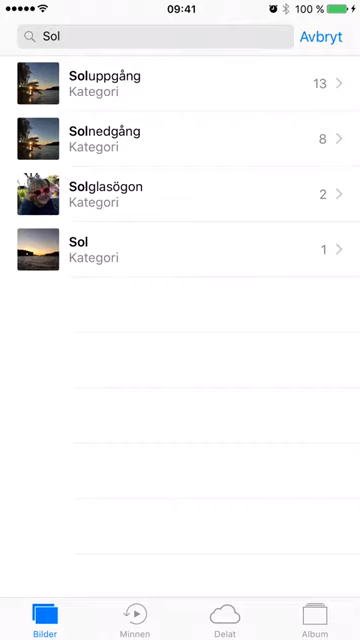 09:41
100 %
Sol
Avbryt
Soluppgång
Kategori
13
Solnedgång
Kategori
8
Solglasögon
Kategori
2
Sol
Kategori
1
Bilder
Minnen
Delat
Album